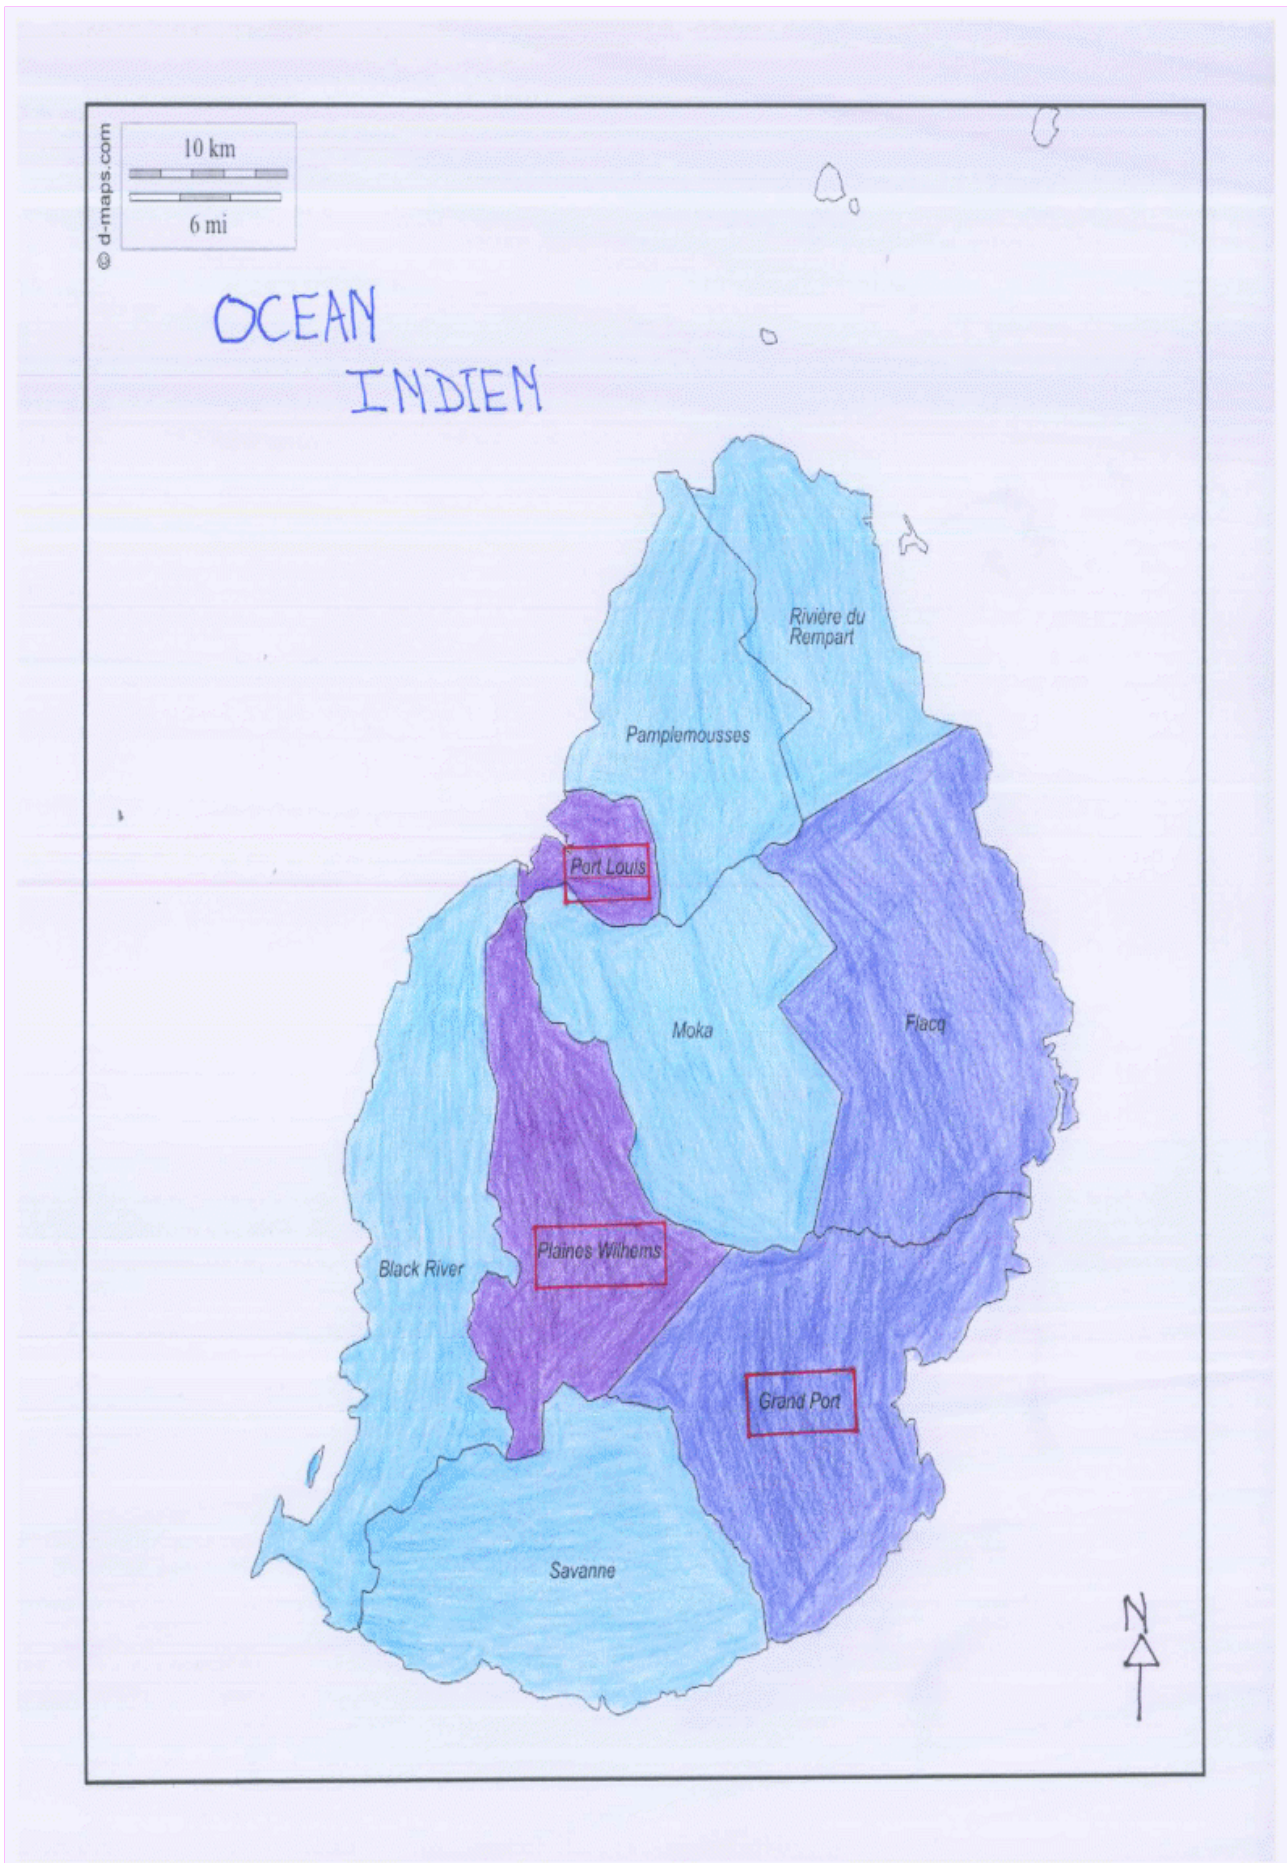 © d-maps.com
10 km
6 mi
OCEAN
INDIEN
Rivière du
Rempart
Pamplemousses
Port Louis
Moka
Flacq
Plaines Wilhems
Black River
Grand Port
Savanne
N